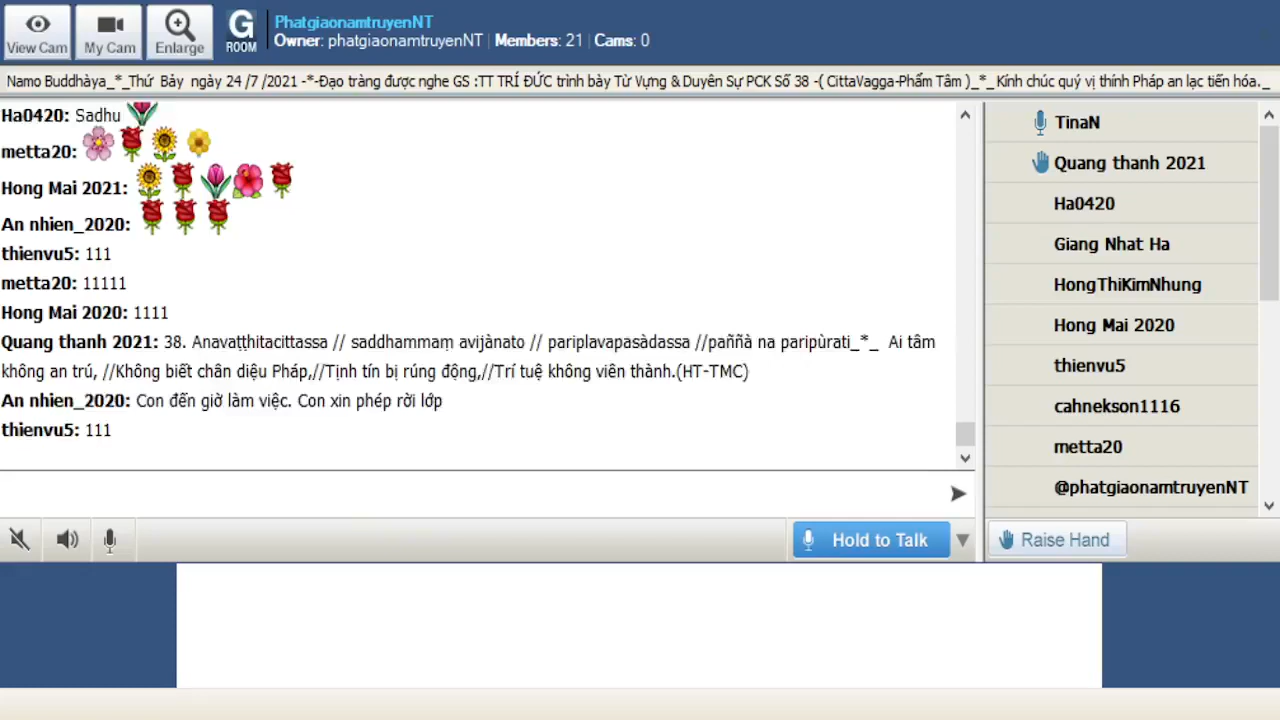 View Cam
My Cam
Enlarge
G
ROOM
PhatgiaonamtruyenNT
Owner: phatgiaonamtruyenNT | Members: 21 | Cams: 0
Namo Buddhàya_*_Thứ Bảy ngày 24 /7 /2021 -*-Đạo tràng được nghe GS :TT TRÍ ĐỨC trình bày Từ Vựng & Duyên Sự PCK Số 38 -( CittaVagga-Phẩm Tâm )_*_Kính chúc quý vị thính Pháp an lạc tiến hóa._
Ha0420: Sadhu
metta20:
Hong Mai 2021:
An nhien_2020:
thienvu5: 111
metta20: 11111
Hong Mai 2020: 1111
Quang thanh 2021: 38. Anavaṭṭhitacittassa // saddhammaṃ avijànato // pariplavapasàdassa //paññà na paripùrati_*_ Ai tâm
không an trú, //Không biết chân diệu Pháp,//Tịnh tín bị rúng động,//Trí tuệ không viên thành.(HT-TMC)
An nhien_2020: Con đến giờ làm việc. Con xin phép rời lớp
thienvu5: 111
TinaN
Quang thanh 2021
Ha0420
Giang Nhat Ha
HongThiKimNhung
Hong Mai 2020
thienvu5
cahnekson1116
metta20
@phatgiaonamtruyenNT
Hold to Talk
Raise Hand